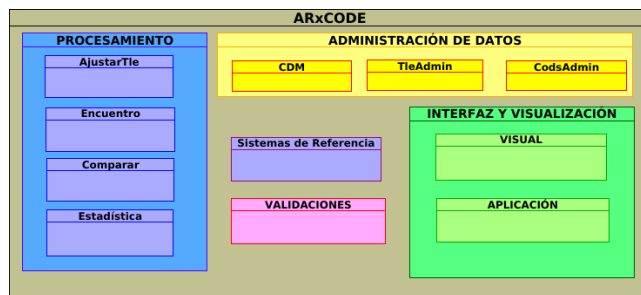 ARxCODE
PROCESAMIENTO
AjustarTle
Encuentro
Comparar
Estadística
ADMINISTRACIÓN DE DATOS
CDM
TleAdmin
CodsAdmin
Sistemas de Referencia
VALIDACIONES
INTERFAZ Y VISUALIZACIÓN
VISUAL
APLICACIÓN